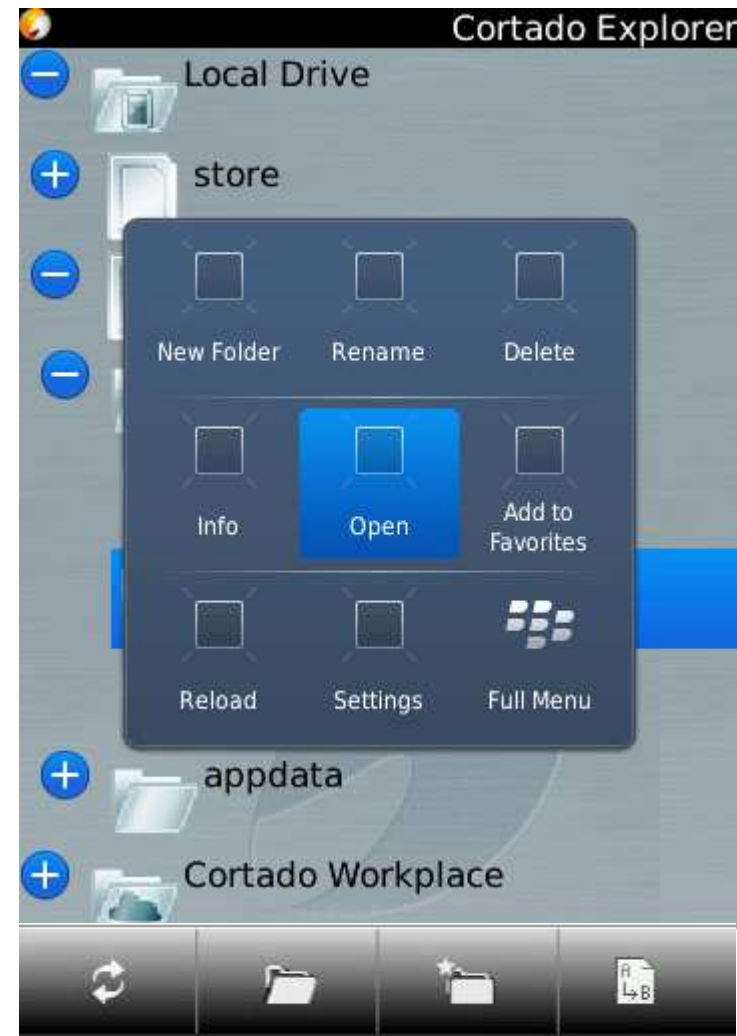 Cortado Explorer
Local Drive
store
New Folder
Rename
Delete
Info
Open
Add to
Favorites
Reload
Settings
Full Menu
appdata
Cortado Workplace
A
B